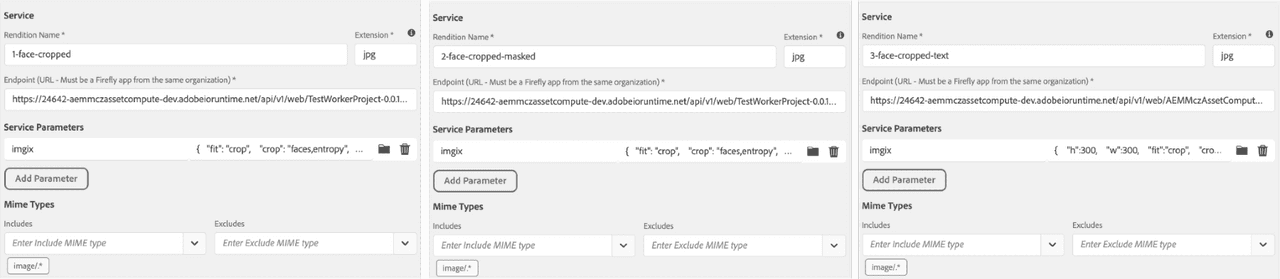 Service
Rendition Name *
Extension *
1-face-cropped
jpg
Endpoint (URL - Must be a Firefly app from the same organization) *
https://24642-aemmczassetcompute-dev.adobeioruntime.net/api/v1/web/TestWorkerProject-0.0.1...
Service Parameters
imgix
{ "fit": "crop", "crop": "faces,entropy", ...
Add Parameter
Mime Types
Includes
Excludes
Enter Include MIME type
Enter Exclude MIME type
image/.*
Service
Rendition Name *
Extension *
2-face-cropped-masked
jpg
Endpoint (URL - Must be a Firefly app from the same organization) *
https://24642-aemmczassetcompute-dev.adobeioruntime.net/api/v1/web/TestWorkerProject-0.0.1...
Service Parameters
imgix
{ "fit": "crop", "crop": "faces,entropy", ...
Add Parameter
Mime Types
Includes
Excludes
Enter Include MIME type
Enter Exclude MIME type
image/.*
Service
Rendition Name *
Extension *
3-face-cropped-text
jpg
Endpoint (URL - Must be a Firefly app from the same organization) *
https://24642-aemmczassetcompute-dev.adobeioruntime.net/api/v1/web/AEMMczAssetComput...
Service Parameters
imgix
{ "h":300, "w":300, "fit":"crop", "cro...
Add Parameter
Mime Types
Includes
Excludes
Enter Include MIME type
Enter Exclude MIME type
image/.*